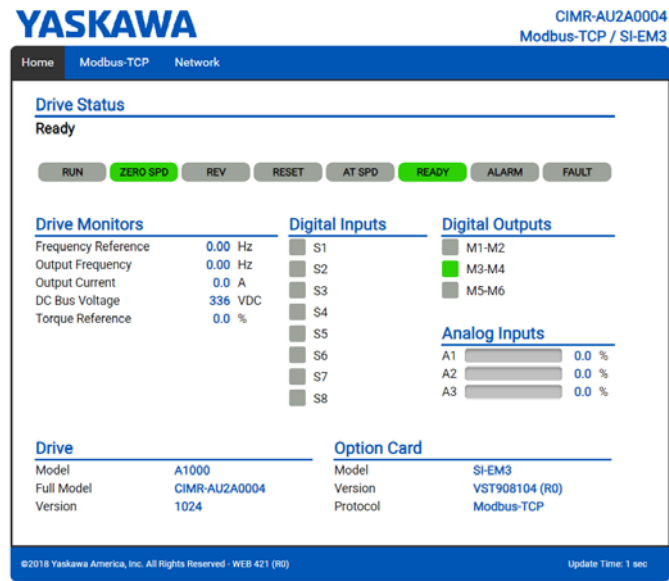 YASKAWA
CIMR-AU2A0004
Modbus-TCP / SI-EM3
Home Modbus-TCP Network
Drive Status
Ready
RUN ZERO SPD REV RESET AT SPD READY ALARM FAULT
Drive Monitors
Frequency Reference 0.00 Hz
Output Frequency 0.00 Hz
Output Current 0.0 A
DC Bus Voltage 336 VDC
Torque Reference 0.0 %
Digital Inputs
S1
S2
S3
S4
S5
S6
S7
S8
Digital Outputs
M1-M2
M3-M4
M5-M6
Analog Inputs
A1 0.0 %
A2 0.0 %
A3 0.0 %
Drive
Model A1000
Full Model CIMR-AU2A0004
Version 1024
Option Card
Model SI-EM3
Version VST908104 (R0)
Protocol Modbus-TCP
©2018 Yaskawa America, Inc. All Rights Reserved - WEB 421 (R0) Update Time: 1 sec